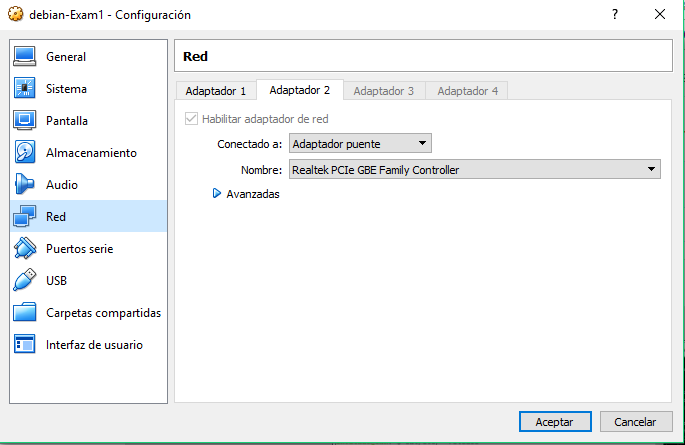 debian-Exam1 - Configuración
General
Sistema
Pantalla
Almacenamiento
Audio
Red
Puertos serie
USB
Carpetas compartidas
Interfaz de usuario
Red
Adaptador 1 Adaptador 2 Adaptador 3 Adaptador 4
Habilitar adaptador de red
Conectado a: Adaptador puente
Nombre: Realtek PCIe GBE Family Controller
Avanzadas
Aceptar Cancelar